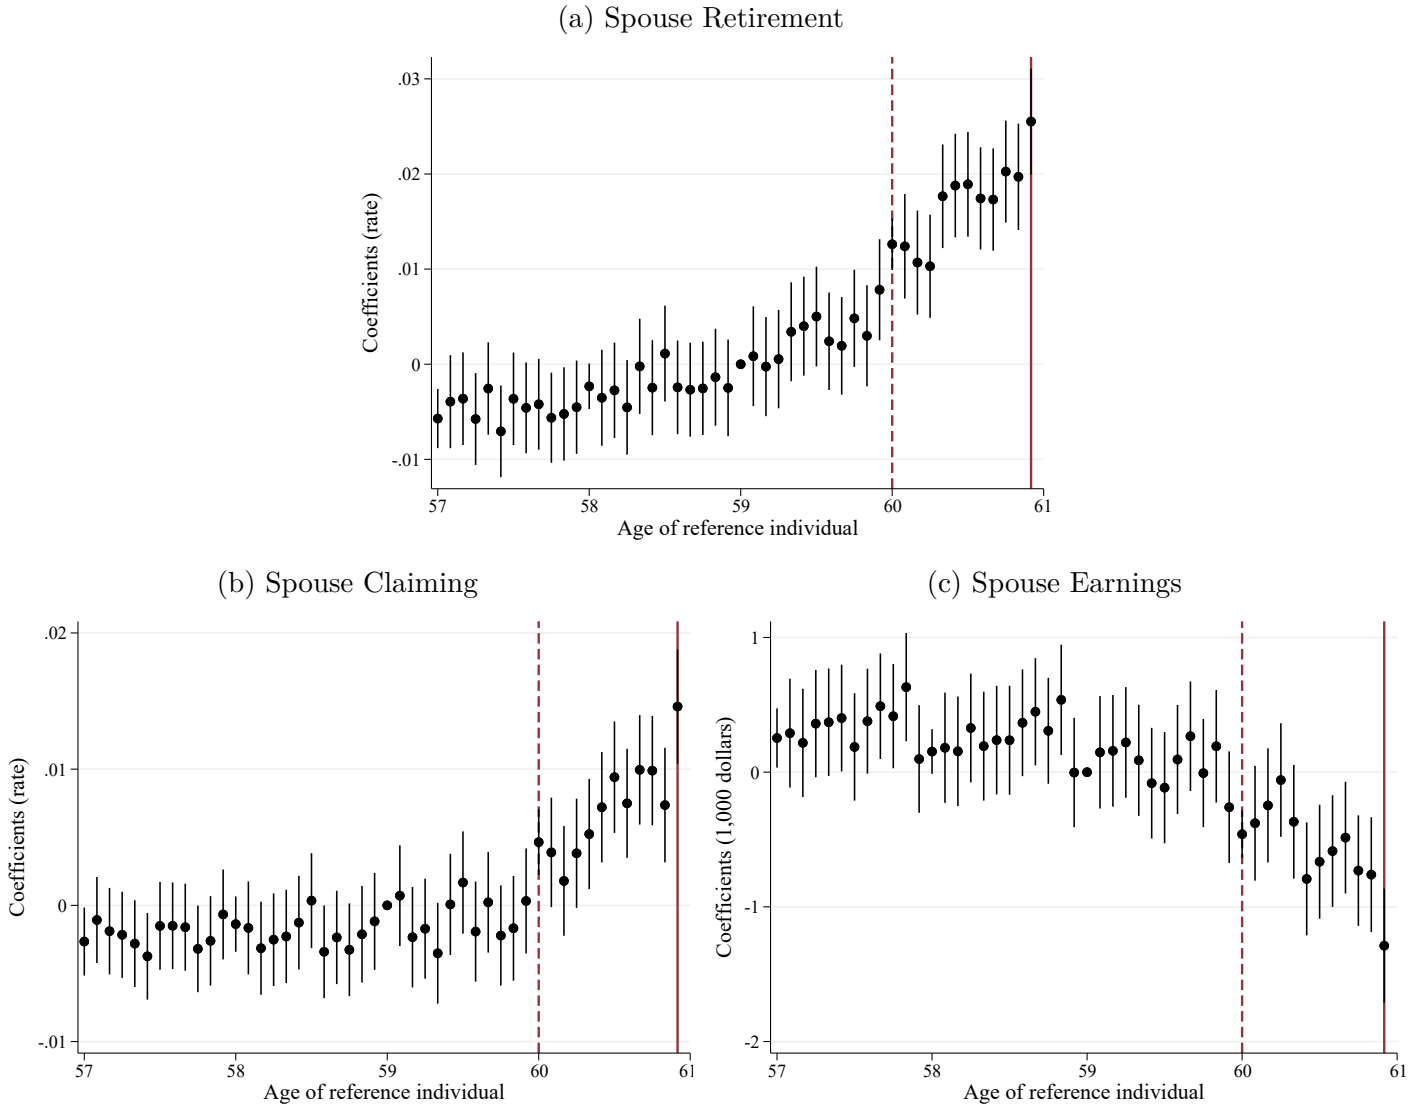 (a) Spouse Retirement
.03
.02
.01
0
-.01
Coefficients (rate)
57 58 59 60 61
Age of reference individual
(b) Spouse Claiming
.02
.01
0
-.01
Coefficients (rate)
57 58 59 60 61
Age of reference individual
(c) Spouse Earnings
1
0
-1
-2
Coefficients (1,000 dollars)
57 58 59 60 61
Age of reference individual